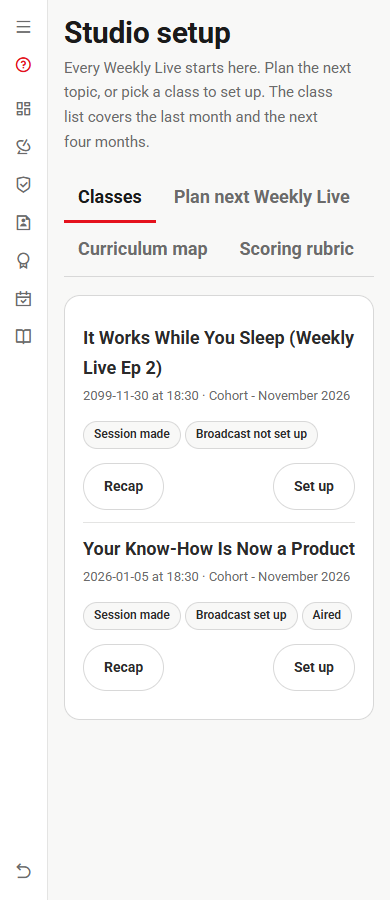 Studio setup
Every Weekly Live starts here. Plan the next
topic, or pick a class to set up. The class
list covers the last month and the next
four months.
Classes
Plan next Weekly Live
Curriculum map
Scoring rubric
It Works While You Sleep (Weekly
Live Ep 2)
2099-11-30 at 18:30 · Cohort - November 2026
Session made
Broadcast not set up
Recap
Set up
Your Know-How Is Now a Product
2026-01-05 at 18:30 · Cohort - November 2026
Session made
Broadcast set up
Aired
Recap
Set up